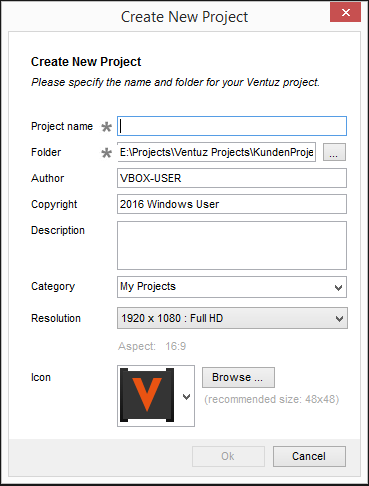 Create New Project
Create New Project
Please specify the name and folder for your Ventuz project.
Project name *
Folder * E:\Projects\Ventuz Projects\KundenProje ...
Author VBOX-USER
Copyright 2016 Windows User
Description
Category My Projects
Resolution 1920 x 1080 : Full HD
Aspect: 16:9
Icon V Browse ...
(recommended size: 48x48)
Ok Cancel